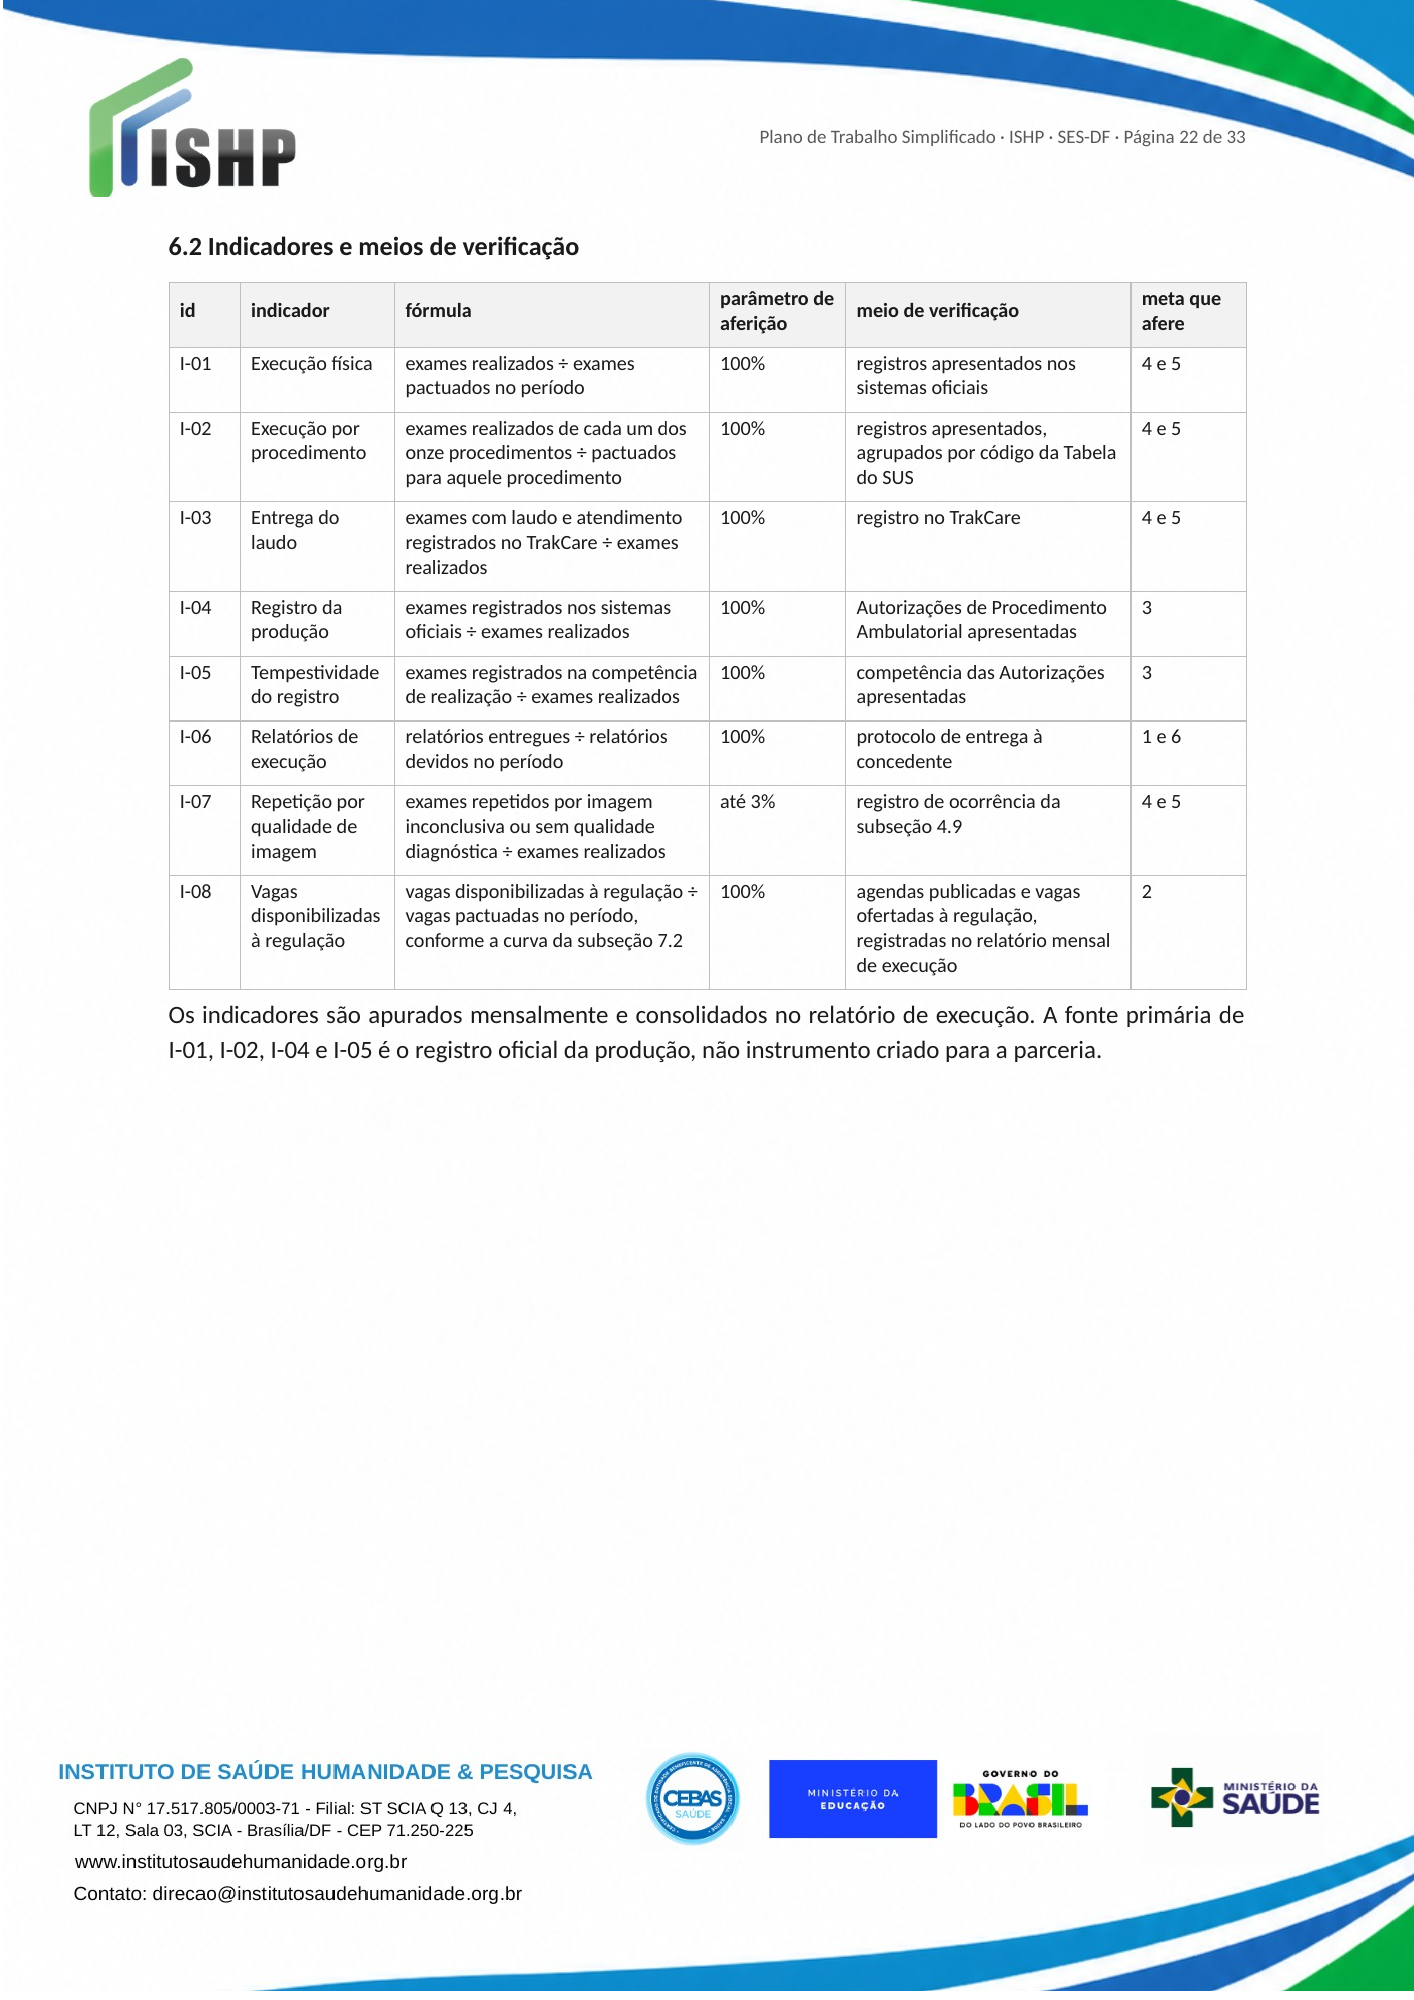 ISHP
Plano de Trabalho Simplificado · ISHP · SES-DF · Página 22 de 33
6.2 Indicadores e meios de verificação
id
indicador
fórmula
parâmetro de
aferição
meio de verificação
meta que
afere
I-01
Execução física
exames realizados ÷ exames
pactuados no período
100%
registros apresentados nos
sistemas oficiais
4 e 5
I-02
Execução por
procedimento
exames realizados de cada um dos
onze procedimentos ÷ pactuados
para aquele procedimento
100%
registros apresentados,
agrupados por código da Tabela
do SUS
4 e 5
I-03
Entrega do
laudo
exames com laudo e atendimento
registrados no TrakCare ÷ exames
realizados
100%
registro no TrakCare
4 e 5
I-04
Registro da
produção
exames registrados nos sistemas
oficiais ÷ exames realizados
100%
Autorizações de Procedimento
Ambulatorial apresentadas
3
I-05
Tempestividade
do registro
exames registrados na competência
de realização ÷ exames realizados
100%
competência das Autorizações
apresentadas
3
I-06
Relatórios de
execução
relatórios entregues ÷ relatórios
devidos no período
100%
protocolo de entrega à
concedente
1 e 6
I-07
Repetição por
qualidade de
imagem
exames repetidos por imagem
inconclusiva ou sem qualidade
diagnóstica ÷ exames realizados
até 3%
registro de ocorrência da
subseção 4.9
4 e 5
I-08
Vagas
disponibilizadas
à regulação
vagas disponibilizadas à regulação ÷
vagas pactuadas no período,
conforme a curva da subseção 7.2
100%
agendas publicadas e vagas
ofertadas à regulação,
registradas no relatório mensal
de execução
2
Os indicadores são apurados mensalmente e consolidados no relatório de execução. A fonte primária de
I-01, I-02, I-04 e I-05 é o registro oficial da produção, não instrumento criado para a parceria.
INSTITUTO DE SAÚDE HUMANIDADE & PESQUISA
CNPJ N° 17.517.805/0003-71 - Filial: ST SCIA Q 13, CJ 4,
LT 12, Sala 03, SCIA - Brasília/DF - CEP 71.250-225
www.institutosaudehumanidade.org.br
Contato: direcao@institutosaudehumanidade.org.br
CEBAS
SAÚDE
MINISTÉRIO DA
EDUCAÇÃO
GOVERNO DO
BRASIL
DO LADO DO POVO BRASILEIRO
MINISTÉRIO DA
SAÚDE